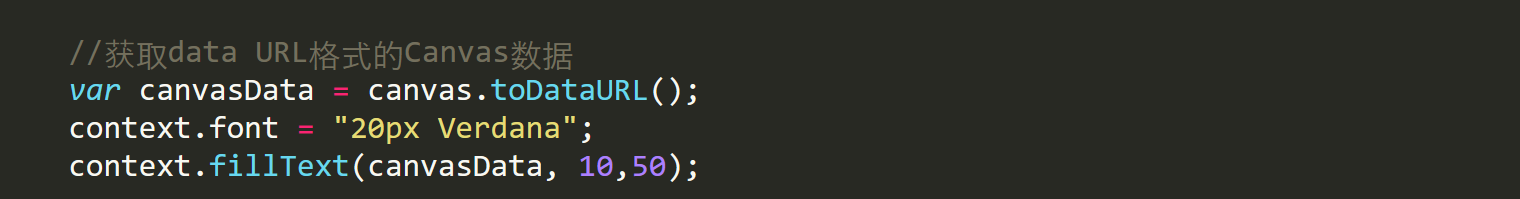 //获取data URL格式的Canvas数据
var canvasData = canvas.toDataURL();
context.font = "20px Verdana";
context.fillText(canvasData, 10,50);